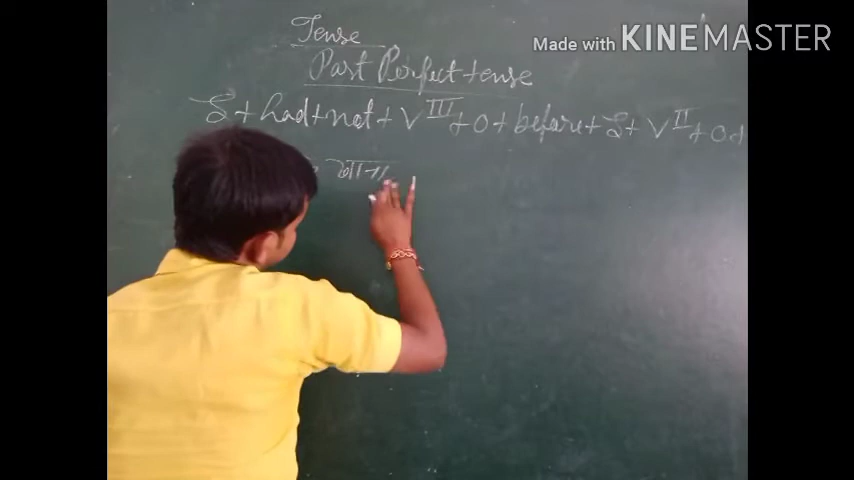 Made with KINEMASTER
Tense
Past Perfect tense
S + had + not + V III + O + before + S + V II + O +